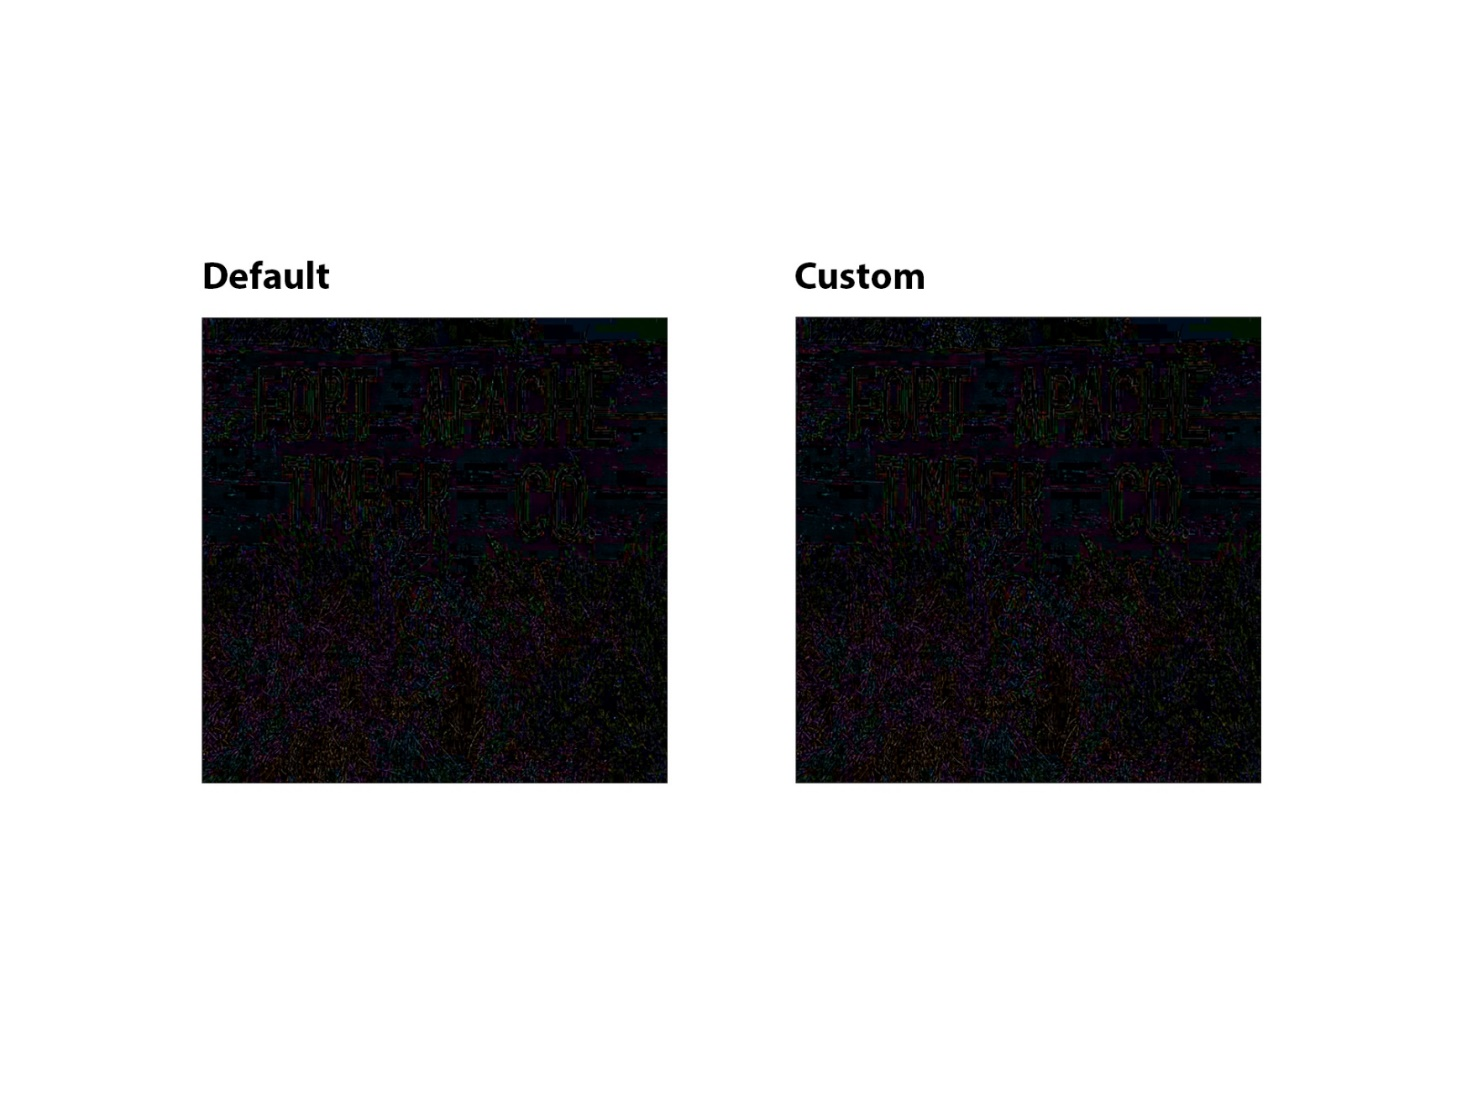 Default
Custom
FORT APACHE
TIMBER CO
FORT APACHE
TIMBER CO